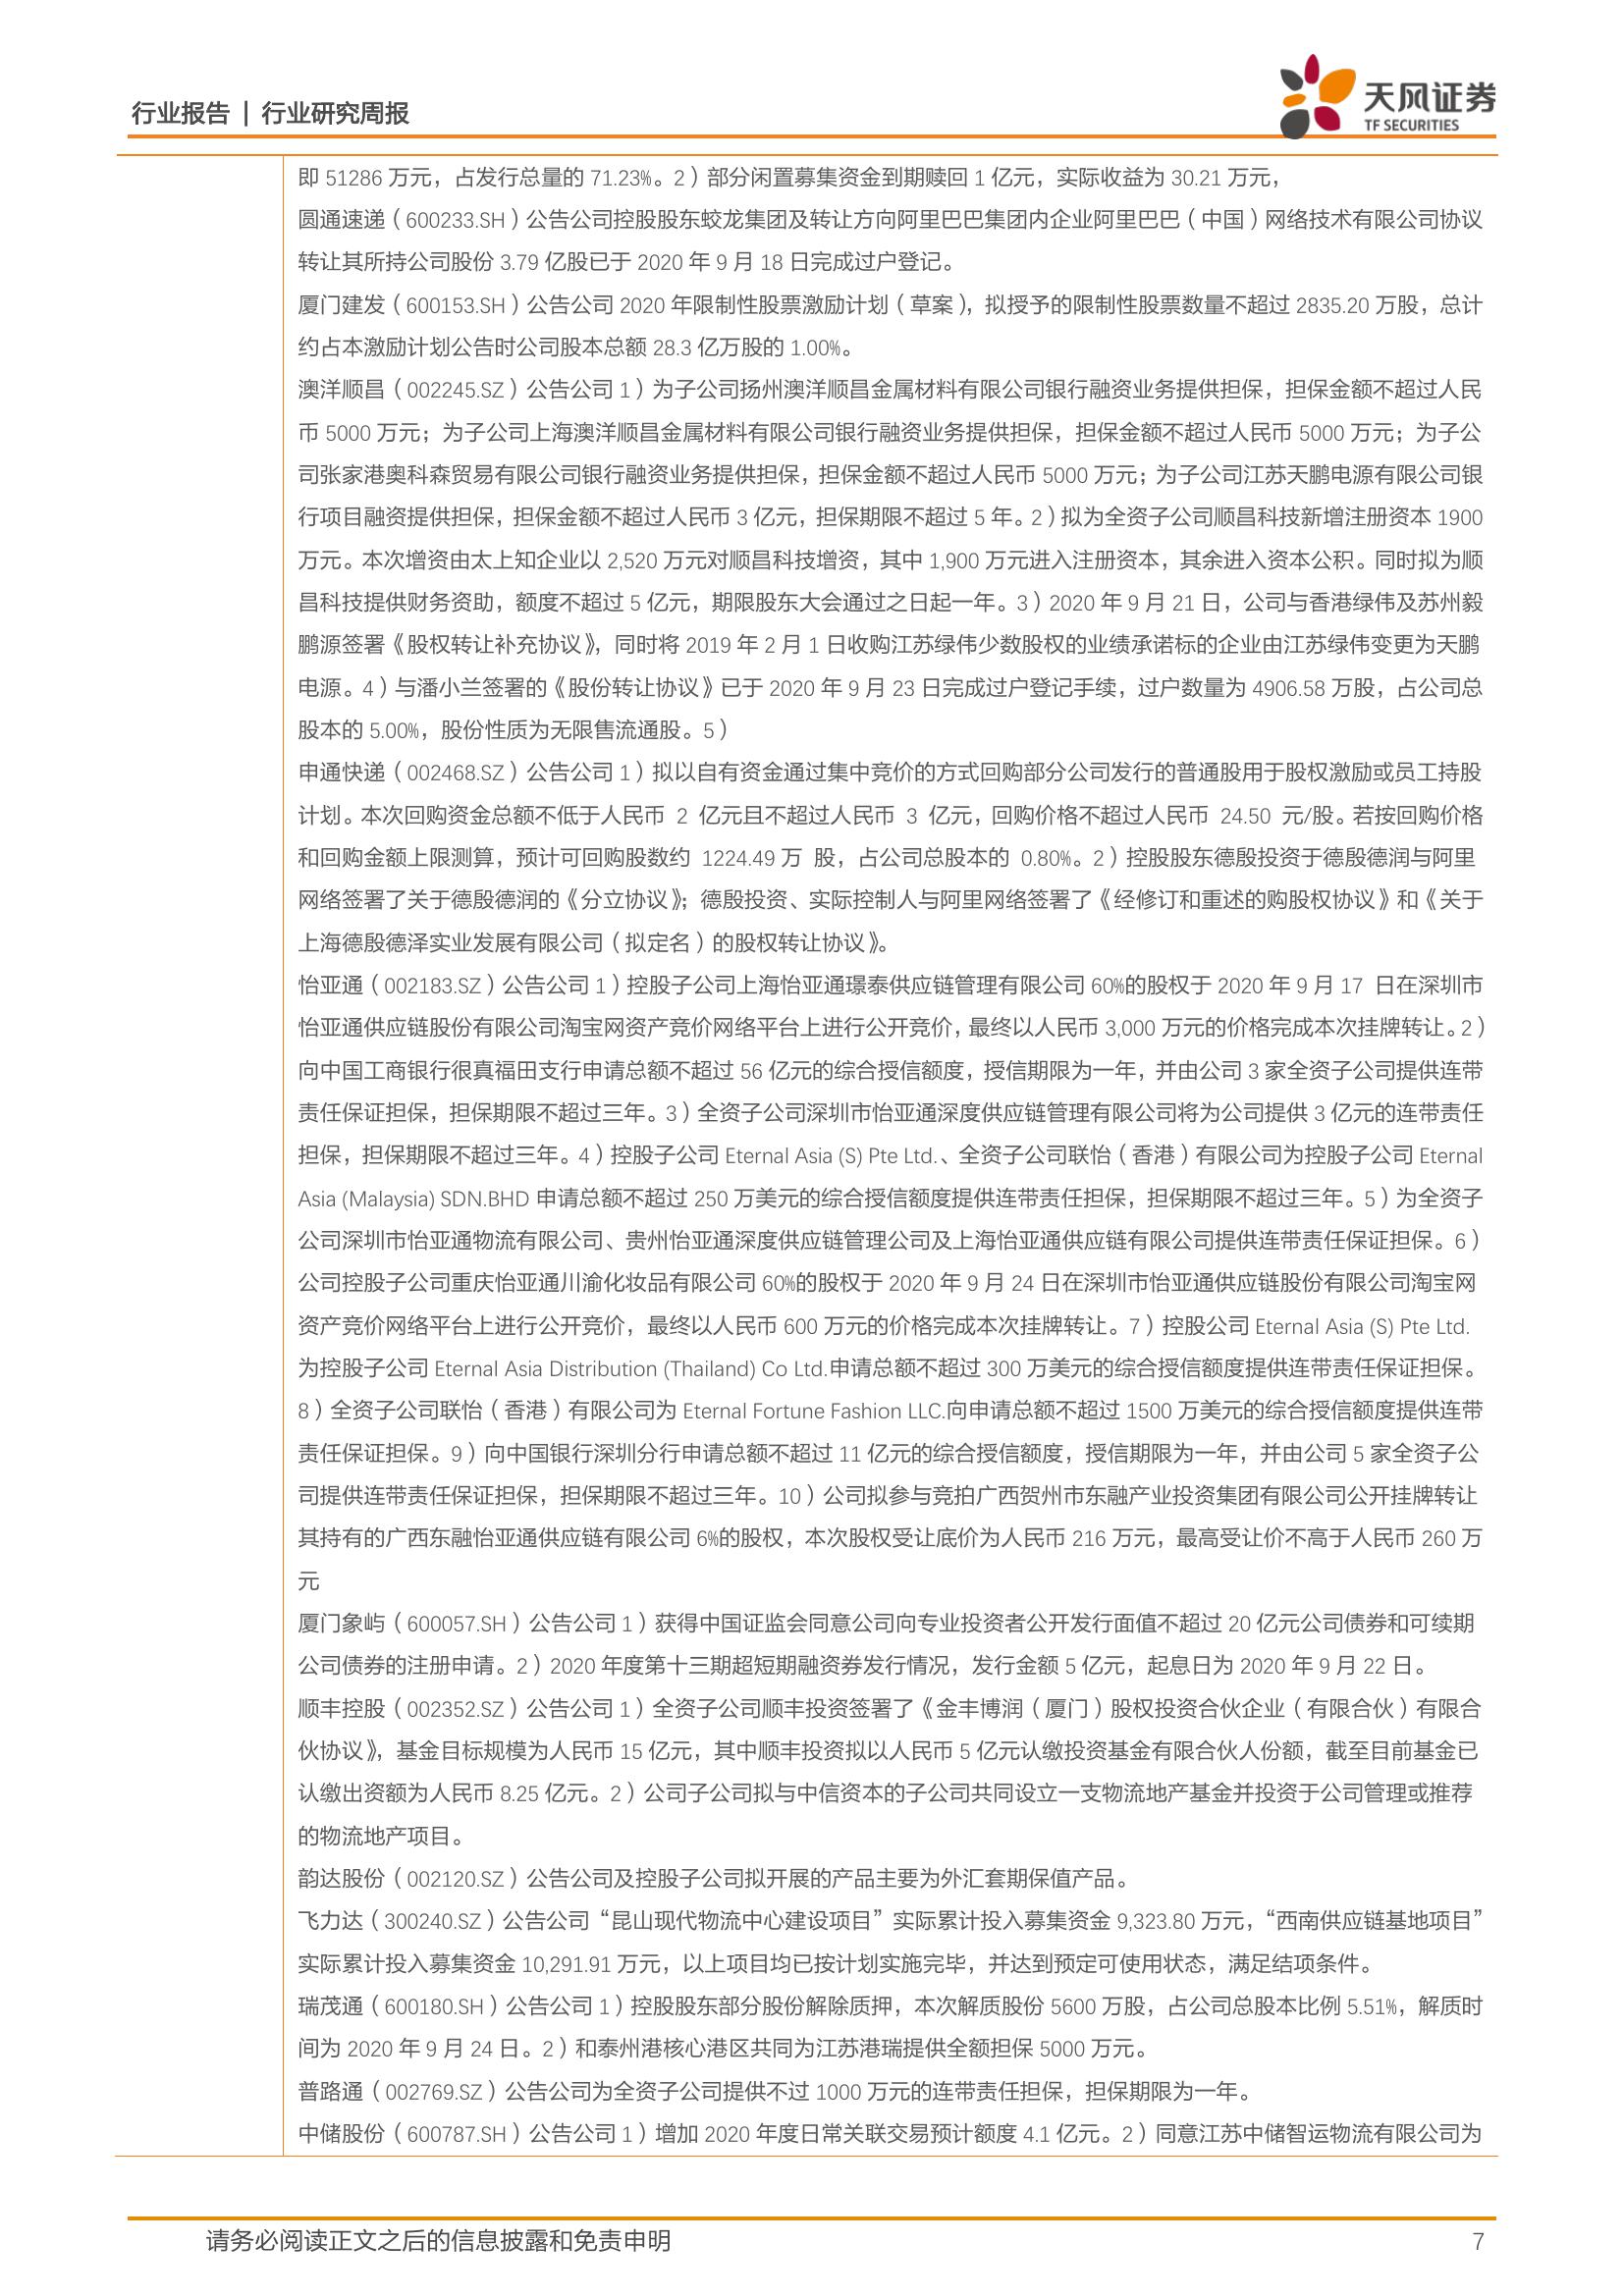 行业报告 | 行业研究周报
天风证券
TF SECURITIES
即 51286 万元，占发行总量的 71.23%。2）部分闲置募集资金到期赎回 1 亿元，实际收益为 30.21 万元，
圆通速递（600233.SH）公告公司控股股东蛟龙集团及转让方向阿里巴巴集团内企业阿里巴巴（中国）网络技术有限公司协议
转让其所持公司股份 3.79 亿股已于 2020 年 9 月 18 日完成过户登记。
厦门建发（600153.SH）公告公司 2020 年限制性股票激励计划（草案），拟授予的限制性股票数量不超过 2835.20 万股，总计
约占本激励计划公告时公司股本总额 28.3 亿万股的 1.00%。
澳洋顺昌（002245.SZ）公告公司 1）为子公司扬州澳洋顺昌金属材料有限公司银行融资业务提供担保，担保金额不超过人民
币 5000 万元；为子公司上海澳洋顺昌金属材料有限公司银行融资业务提供担保，担保金额不超过人民币 5000 万元；为子公
司张家港奥科森贸易有限公司银行融资业务提供担保，担保金额不超过人民币 5000 万元；为子公司江苏天鹏电源有限公司银
行项目融资提供担保，担保金额不超过人民币 3 亿元，担保期限不超过 5 年。2）拟为全资子公司顺昌科技新增注册资本 1900
万元。本次增资由太上知企业以 2,520 万元对顺昌科技增资，其中 1,900 万元进入注册资本，其余进入资本公积。同时拟为顺
昌科技提供财务资助，额度不超过 5 亿元，期限股东大会通过之日起一年。3）2020 年 9 月 21 日，公司与香港绿伟及苏州毅
鹏源签署《股权转让补充协议》，同时将 2019 年 2 月 1 日收购江苏绿伟少数股权的业绩承诺标的企业由江苏绿伟变更为天鹏
电源。4）与潘小兰签署的《股份转让协议》已于 2020 年 9 月 23 日完成过户登记手续，过户数量为 4906.58 万股，占公司总
股本的 5.00%，股份性质为无限售流通股。5）
申通快递（002468.SZ）公告公司 1）拟以自有资金通过集中竞价的方式回购部分公司发行的普通股用于股权激励或员工持股
计划。本次回购资金总额不低于人民币 2 亿元且不超过人民币 3 亿元，回购价格不超过人民币 24.50 元/股。若按回购价格
和回购金额上限测算，预计可回购股数约 1224.49 万 股，占公司总股本的 0.80%。2）控股股东德殷投资于德殷德润与阿里
网络签署了关于德殷德润的《分立协议》；德殷投资、实际控制人与阿里网络签署了《经修订和重述的购股权协议》和《关于
上海德殷德泽实业发展有限公司（拟定名）的股权转让协议》。
怡亚通（002183.SZ）公告公司 1）控股子公司上海怡亚通璟泰供应链管理有限公司 60%的股权于 2020 年 9 月 17 日在深圳市
怡亚通供应链股份有限公司淘宝网资产竞价网络平台上进行公开竞价，最终以人民币 3,000 万元的价格完成本次挂牌转让。2）
向中国工商银行很真福田支行申请总额不超过 56 亿元的综合授信额度，授信期限为一年，并由公司 3 家全资子公司提供连带
责任保证担保，担保期限不超过三年。3）全资子公司深圳市怡亚通深度供应链管理有限公司将为公司提供 3 亿元的连带责任
担保，担保期限不超过三年。4）控股子公司 Eternal Asia (S) Pte Ltd.、全资子公司联怡（香港）有限公司为控股子公司 Eternal
Asia (Malaysia) SDN.BHD 申请总额不超过 250 万美元的综合授信额度提供连带责任担保，担保期限不超过三年。5）为全资子
公司深圳市怡亚通物流有限公司、贵州怡亚通深度供应链管理公司及上海怡亚通供应链有限公司提供连带责任保证担保。6）
公司控股子公司重庆怡亚通川渝化妆品有限公司 60%的股权于 2020 年 9 月 24 日在深圳市怡亚通供应链股份有限公司淘宝网
资产竞价网络平台上进行公开竞价，最终以人民币 600 万元的价格完成本次挂牌转让。7）控股公司 Eternal Asia (S) Pte Ltd.
为控股子公司 Eternal Asia Distribution (Thailand) Co Ltd.申请总额不超过 300 万美元的综合授信额度提供连带责任保证担保。
8）全资子公司联怡（香港）有限公司为 Eternal Fortune Fashion LLC.向申请总额不超过 1500 万美元的综合授信额度提供连带
责任保证担保。9）向中国银行深圳分行申请总额不超过 11 亿元的综合授信额度，授信期限为一年，并由公司 5 家全资子公
司提供连带责任保证担保，担保期限不超过三年。10）公司拟参与竞拍广西贺州市东融产业投资集团有限公司公开挂牌转让
其持有的广西东融怡亚通供应链有限公司 6%的股权，本次股权受让底价为人民币 216 万元，最高受让价不高于人民币 260 万
元
厦门象屿（600057.SH）公告公司 1）获得中国证监会同意公司向专业投资者公开发行面值不超过 20 亿元公司债券和可续期
公司债券的注册申请。2）2020 年度第十三期超短期融资券发行情况，发行金额 5 亿元，起息日为 2020 年 9 月 22 日。
顺丰控股（002352.SZ）公告公司 1）全资子公司顺丰投资签署了《金丰博润（厦门）股权投资合伙企业（有限合伙）有限合
伙协议》，基金目标规模为人民币 15 亿元，其中顺丰投资拟以人民币 5 亿元认缴投资基金有限合伙人份额，截至目前基金已
认缴出资额为人民币 8.25 亿元。2）公司子公司拟与中信资本的子公司共同设立一支物流地产基金并投资于公司管理或推荐
的物流地产项目。
韵达股份（002120.SZ）公告公司及控股子公司拟开展的产品主要为外汇套期保值产品。
飞力达（300240.SZ）公告公司“昆山现代物流中心建设项目”实际累计投入募集资金 9,323.80 万元，“西南供应链基地项目”
实际累计投入募集资金 10,291.91 万元，以上项目均已按计划实施完毕，并达到预定可使用状态，满足结项条件。
瑞茂通（600180.SH）公告公司 1）控股股东部分股份解除质押，本次解质股份 5600 万股，占公司总股本比例 5.51%，解质时
间为 2020 年 9 月 24 日。2）和泰州港核心港区共同为江苏港瑞提供全额担保 5000 万元。
普路通（002769.SZ）公告公司为全资子公司提供不过 1000 万元的连带责任担保，担保期限为一年。
中储股份（600787.SH）公告公司 1）增加 2020 年度日常关联交易预计额度 4.1 亿元。2）同意江苏中储智运物流有限公司为
请务必阅读正文之后的信息披露和免责申明
7